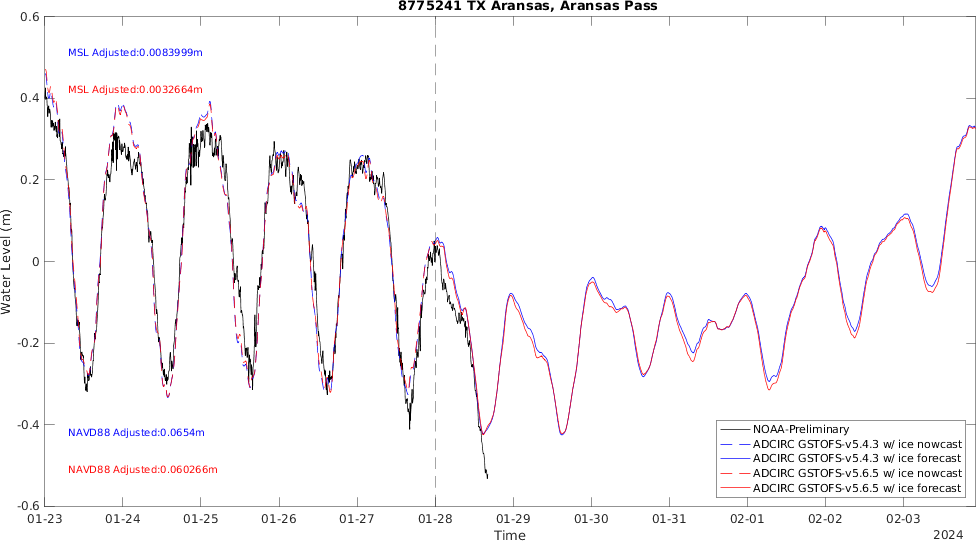 8775241 TX Aransas, Aransas Pass
0.6
0.4
0.2
0
-0.2
-0.4
-0.6
Water Level (m)
MSL Adjusted:0.0083999m
MSL Adjusted:0.0032664m
NAVD88 Adjusted:0.0654m
NAVD88 Adjusted:0.060266m
NOAA-Preliminary
ADCIRC GSTOFS-v5.4.3 w/ ice nowcast
ADCIRC GSTOFS-v5.4.3 w/ ice forecast
ADCIRC GSTOFS-v5.6.5 w/ ice nowcast
ADCIRC GSTOFS-v5.6.5 w/ ice forecast
01-23 01-24 01-25 01-26 01-27 01-28 01-29 01-30 01-31 02-01 02-02 02-03
Time
2024